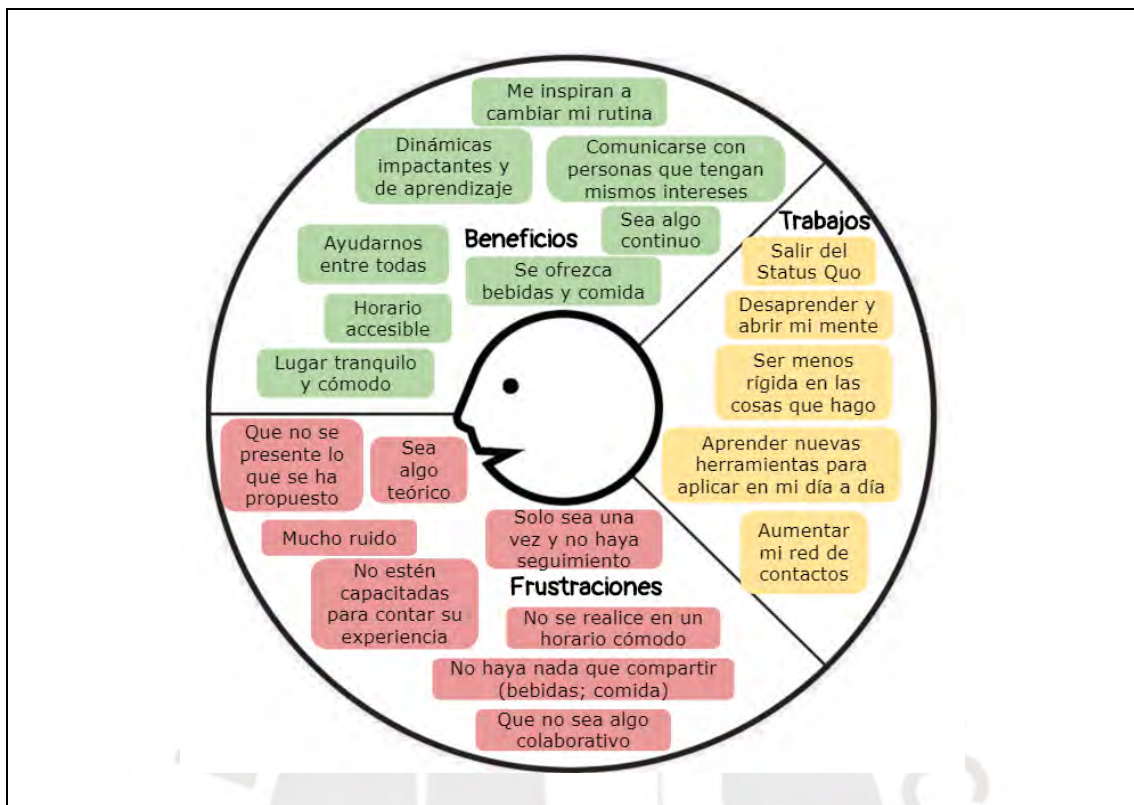 Me inspiran a
cambiar mi rutina
Dinámicas
impactantes y
de aprendizaje
Comunicarse con
personas que tengan
mismos intereses
Sea algo
continuo
Ayudarnos
entre todas
Beneficios
Se ofrezca
bebidas y comida
Horario
accesible
Lugar tranquilo
y cómodo
Trabajos
Salir del
Status Quo
Desaprender y
abrir mi mente
Ser menos
rígida en las
cosas que hago
Aprender nuevas
herramientas para
aplicar en mi día a día
Aumentar
mi red de
contactos
Que no se
presente lo
que se ha
propuesto
Sea
algo
teórico
Mucho ruido
Solo sea una
vez y no haya
seguimiento
No estén
capacitadas
para contar su
experiencia
Frustraciones
No se realice en un
horario cómodo
No haya nada que compartir
(bebidas; comida)
Que no sea algo
colaborativo